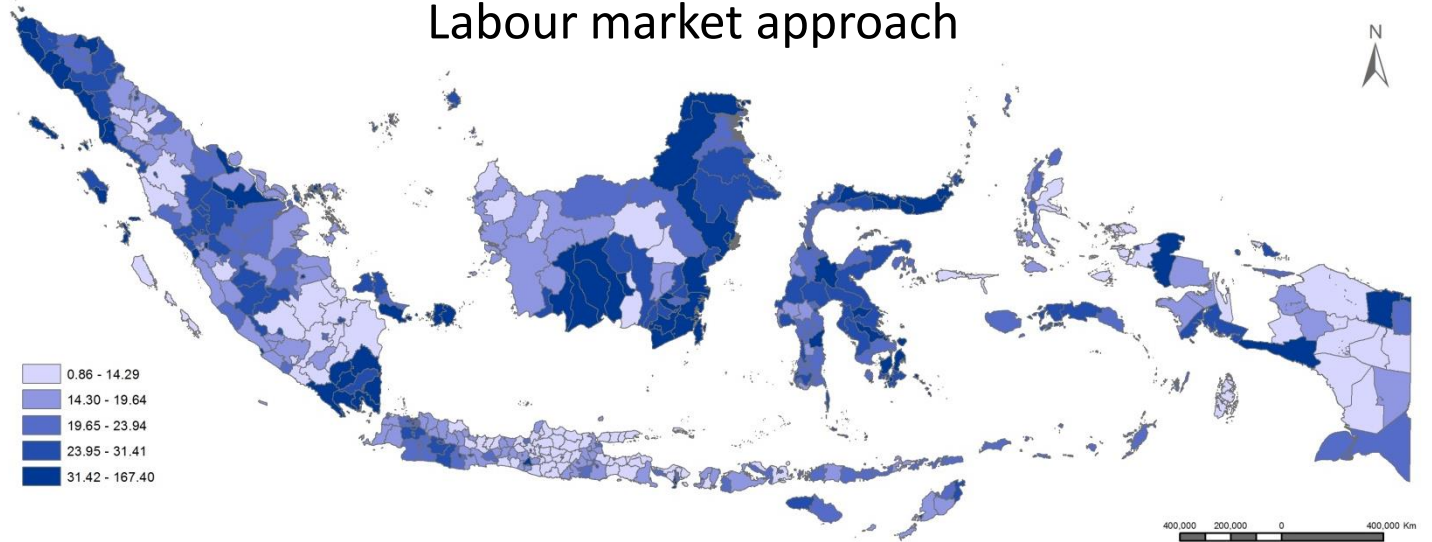 Labour market approach
N
0.86 - 14.29
14.30 - 19.64
19.65 - 23.94
23.95 - 31.41
31.42 - 167.40
400,000 200,000 0 400,000 Km